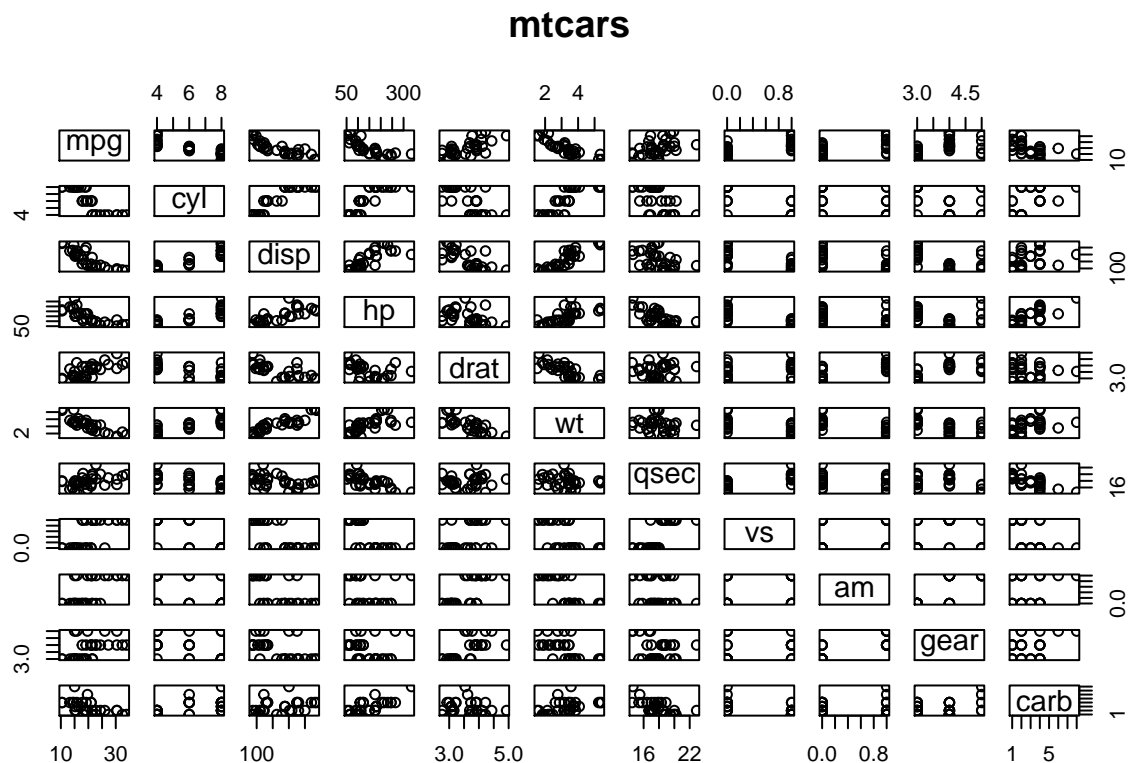 mtcars
4 6 8 50 300 2 4 0.0 0.8 3.0 4.5
mpg 10
4 cyl
disp 100
50 hp
drat 3.0
2 wt
qsec 16
0.0 vs
am 0.0
3.0 gear
carb 1
10 30 100 3.0 5.0 16 22 0.0 0.8 1 5